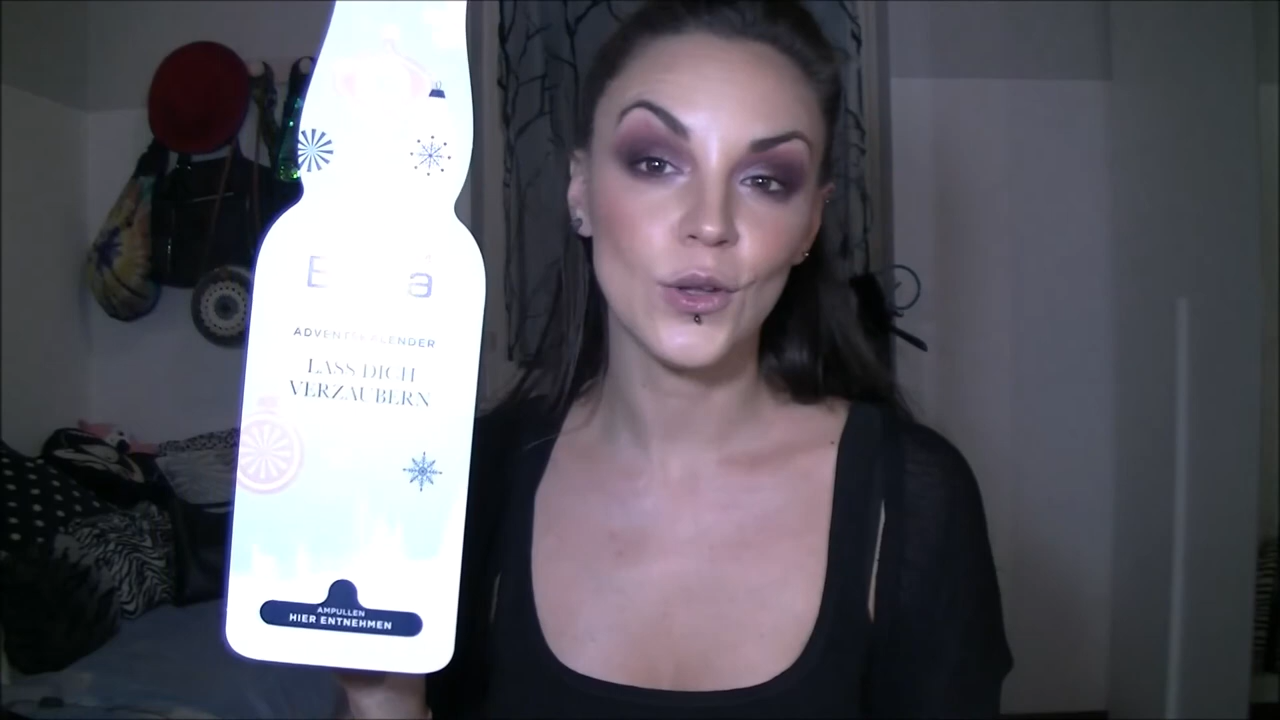 ADVENTSKALENDER
LASS DICH
VERZAUBERN
AMPULLEN
HIER ENTNEHMEN